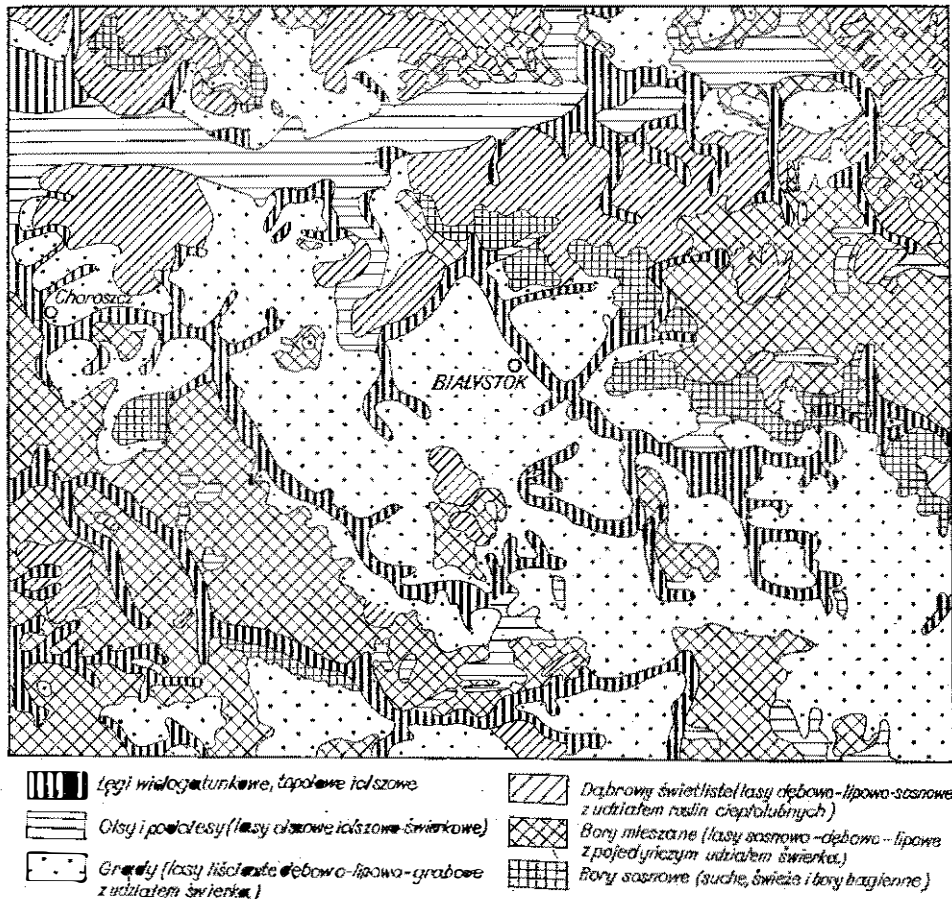 Choroszcz
BIAŁYSTOK
Łęgi wielogatunkowe, topolowe i olszowe
Olsy i podolesy (lasy olszowe i olszowo-świerkowe)
Grądy (lasy liściaste dębowo-lipowo-grabowe
z udziałem świerka)
Dąbrowy świetliste (lasy dębowo-lipowo-sosnowe
z udziałem roślin ciepłolubnych)
Bory mieszane (lasy sosnowo-dębowo-lipowe
z pojedyńczym udziałem świerka)
Bory sosnowe (suche, świeże i bory bagienne)